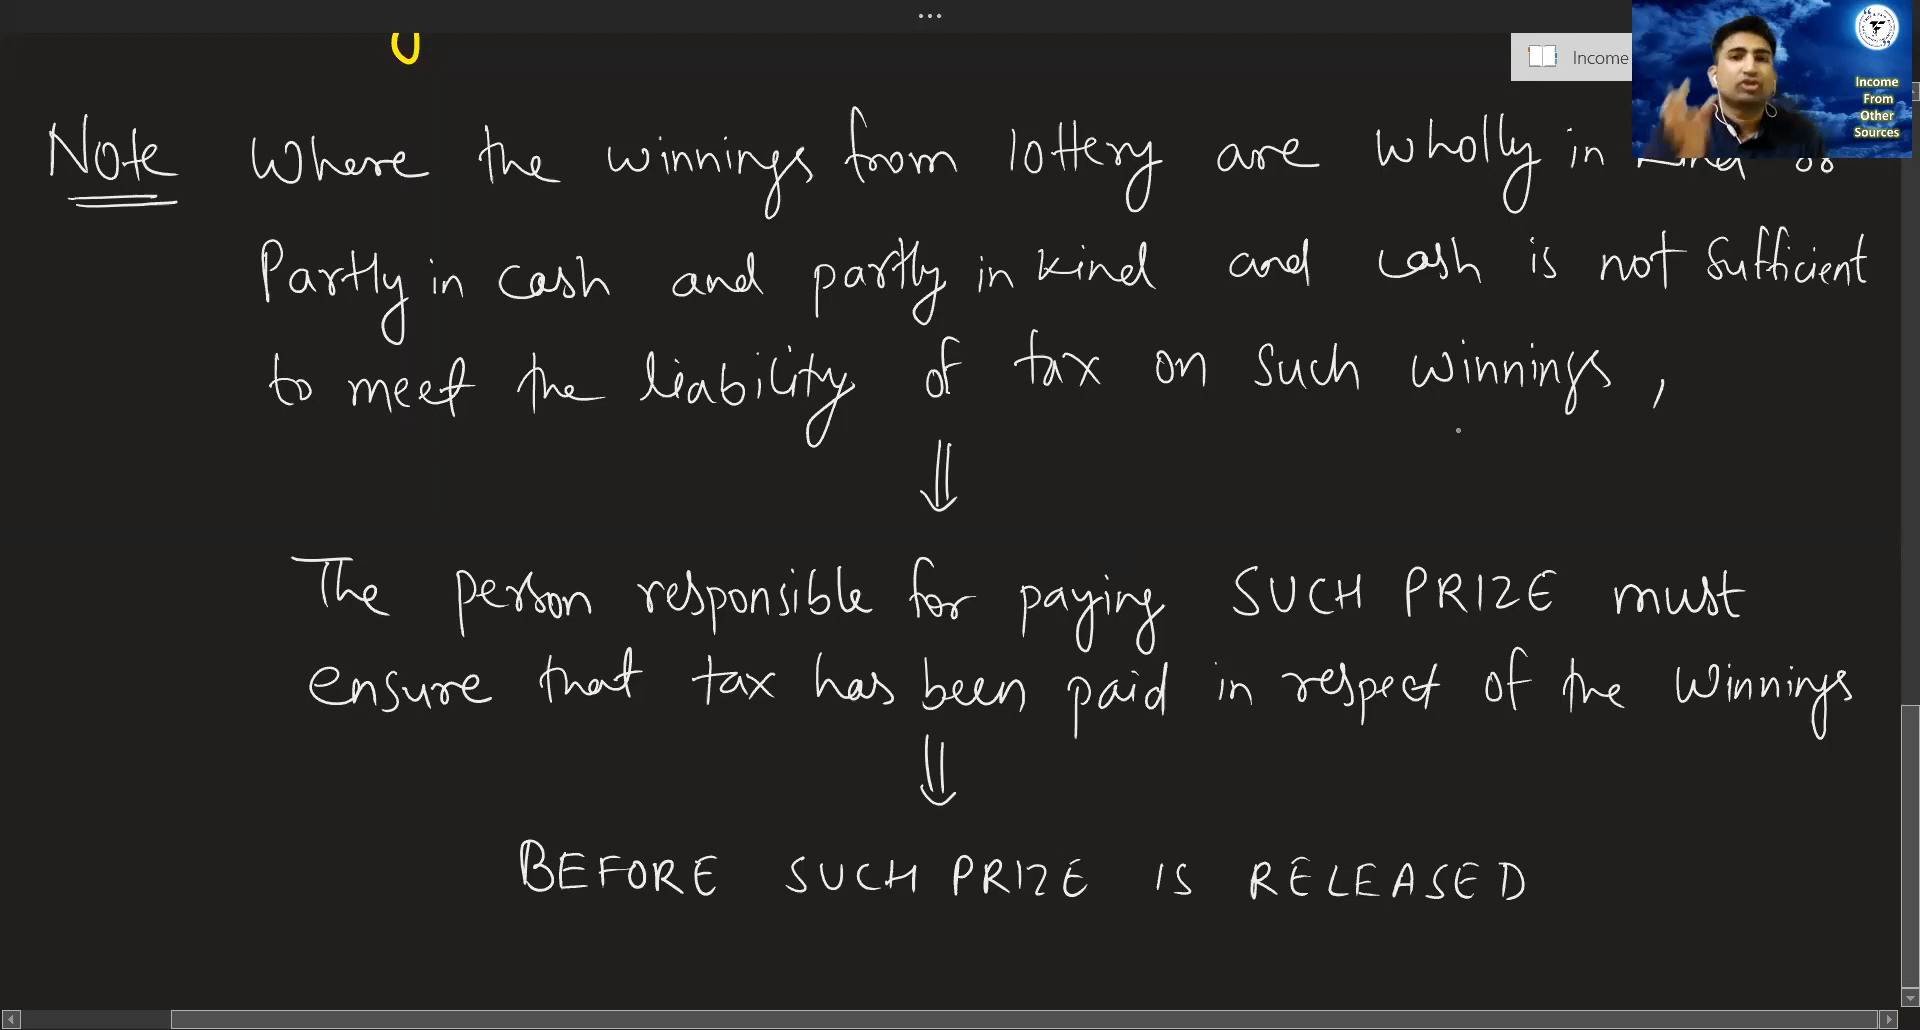 Income
Income
From
Other
Sources
Note Where the winnings from lottery are wholly in kind or
Partly in cash and partly in kind and cash is not sufficient
to meet the liability of tax on such winnings,
The person responsible for paying SUCH PRIZE must
ensure that tax has been paid in respect of the winnings
BEFORE SUCH PRIZE IS RELEASED